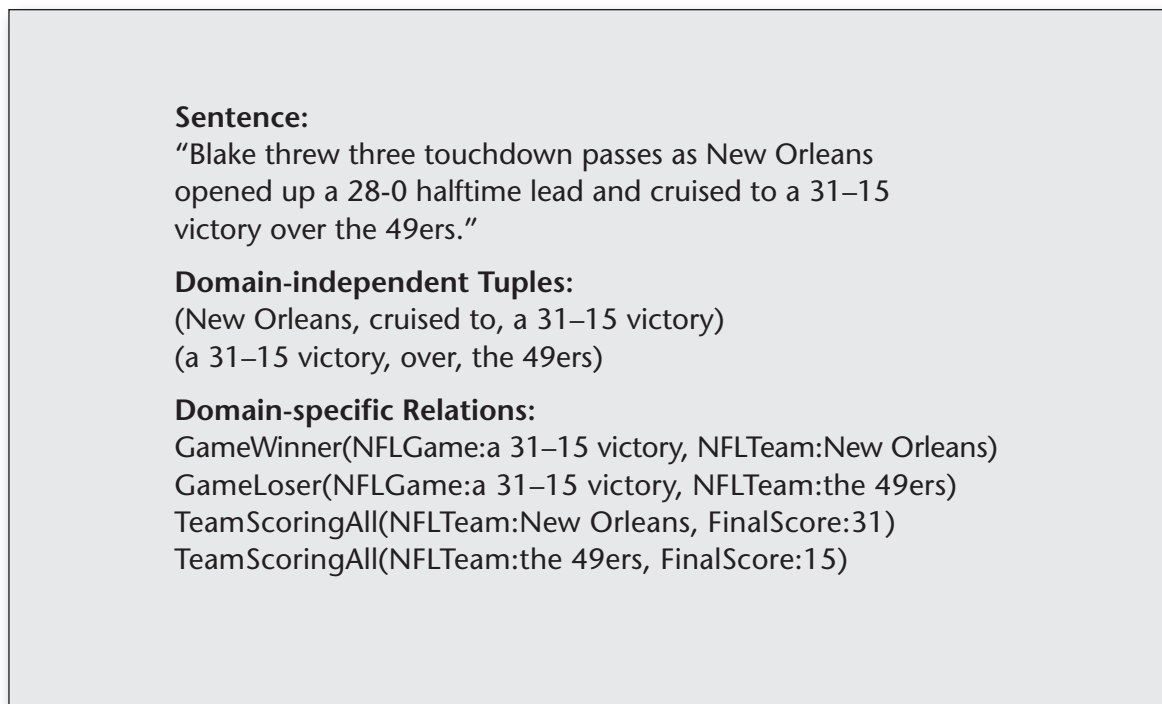 Sentence:
“Blake threw three touchdown passes as New Orleans
opened up a 28-0 halftime lead and cruised to a 31–15
victory over the 49ers.”
Domain-independent Tuples:
(New Orleans, cruised to, a 31–15 victory)
(a 31–15 victory, over, the 49ers)
Domain-specific Relations:
GameWinner(NFLGame:a 31–15 victory, NFLTeam:New Orleans)
GameLoser(NFLGame:a 31–15 victory, NFLTeam:the 49ers)
TeamScoringAll(NFLTeam:New Orleans, FinalScore:31)
TeamScoringAll(NFLTeam:the 49ers, FinalScore:15)